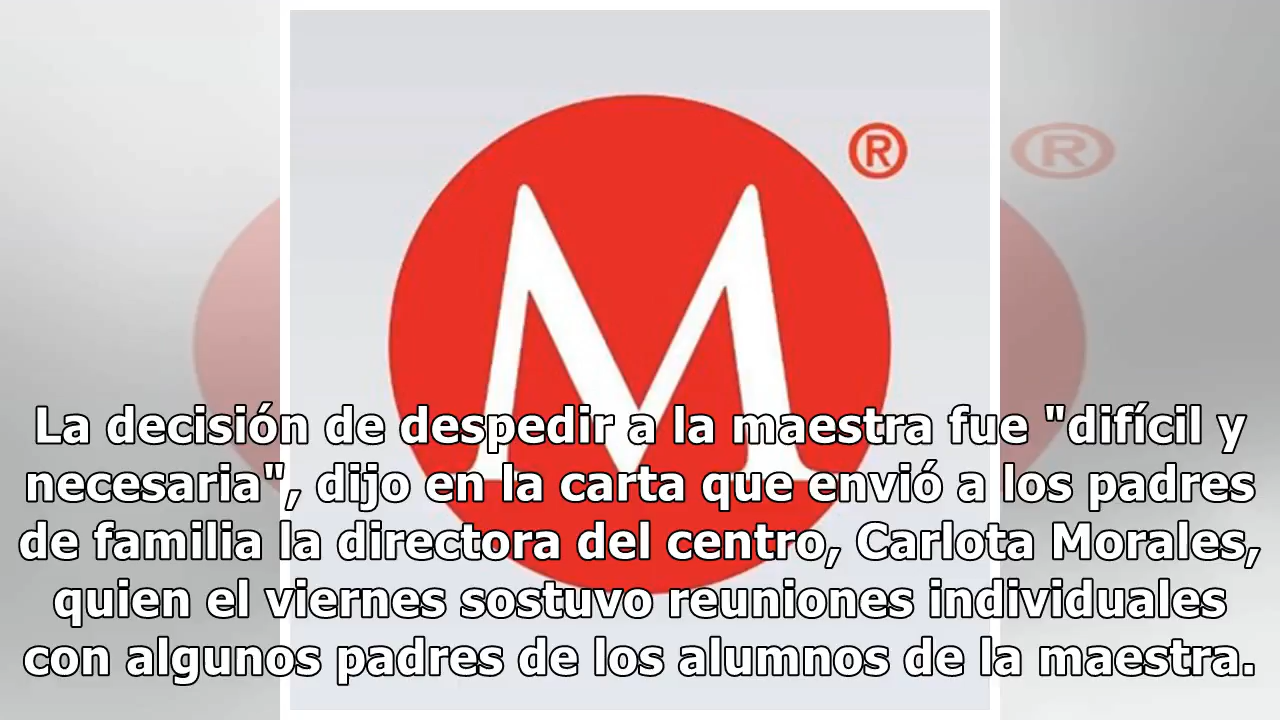 M ®
®
La decisión de despedir a la maestra fue "difícil y
necesaria", dijo en la carta que envió a los padres
de familia la directora del centro, Carlota Morales,
quien el viernes sostuvo reuniones individuales
con algunos padres de los alumnos de la maestra.